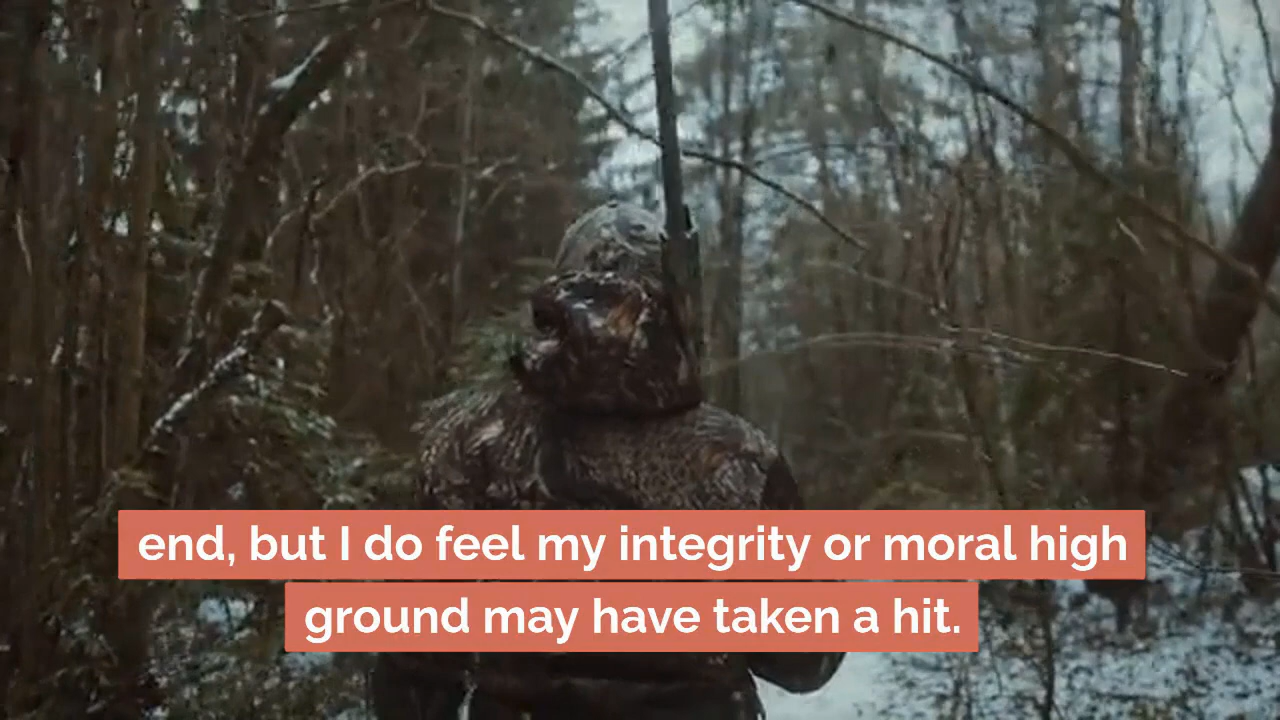 end, but I do feel my integrity or moral high
ground may have taken a hit.